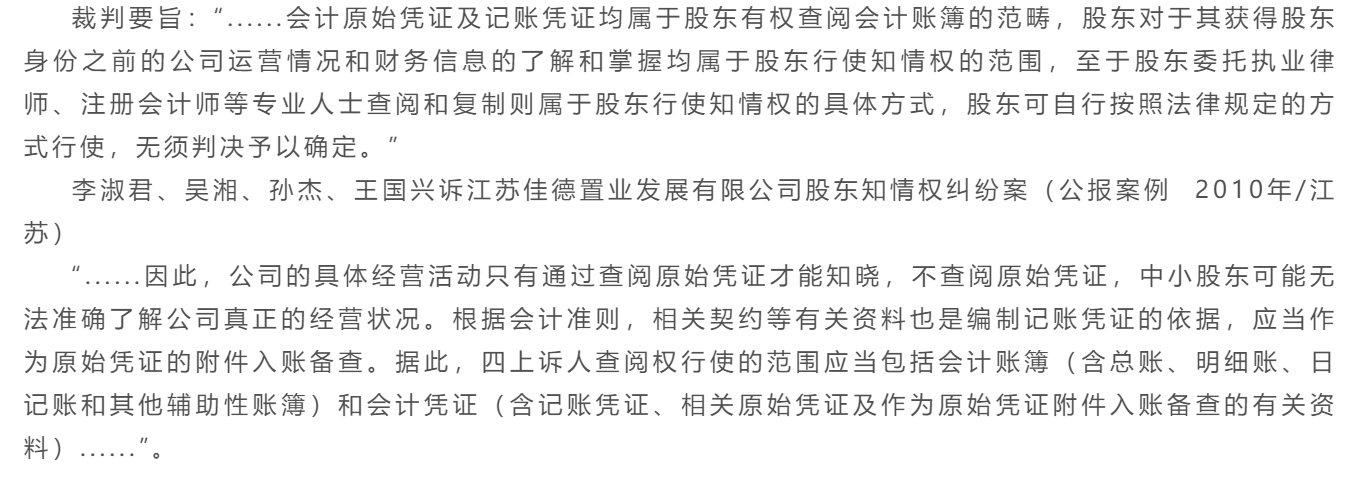 裁判要旨：“......会计原始凭证及记账凭证均属于股东有权查阅会计账簿的范畴，股东对于其获得股东
身份之前的公司运营情况和财务信息的了解和掌握均属于股东行使知情权的范围，至于股东委托执业律
师、注册会计师等专业人士查阅和复制则属于股东行使知情权的具体方式，股东可自行按照法律规定的方
式行使，无须判决予以确定。”
李淑君、吴湘、孙杰、王国兴诉江苏佳德置业发展有限公司股东知情权纠纷案（公报案例 2010年/江
苏）
“......因此，公司的具体经营活动只有通过查阅原始凭证才能知晓，不查阅原始凭证，中小股东可能无
法准确了解公司真正的经营状况。根据会计准则，相关契约等有关资料也是编制记账凭证的依据，应当作
为原始凭证的附件入账备查。据此，四上诉人查阅权行使的范围应当包括会计账簿（含总账、明细账、日
记账和其他辅助性账簿）和会计凭证（含记账凭证、相关原始凭证及作为原始凭证附件入账备查的有关资
料）......”。